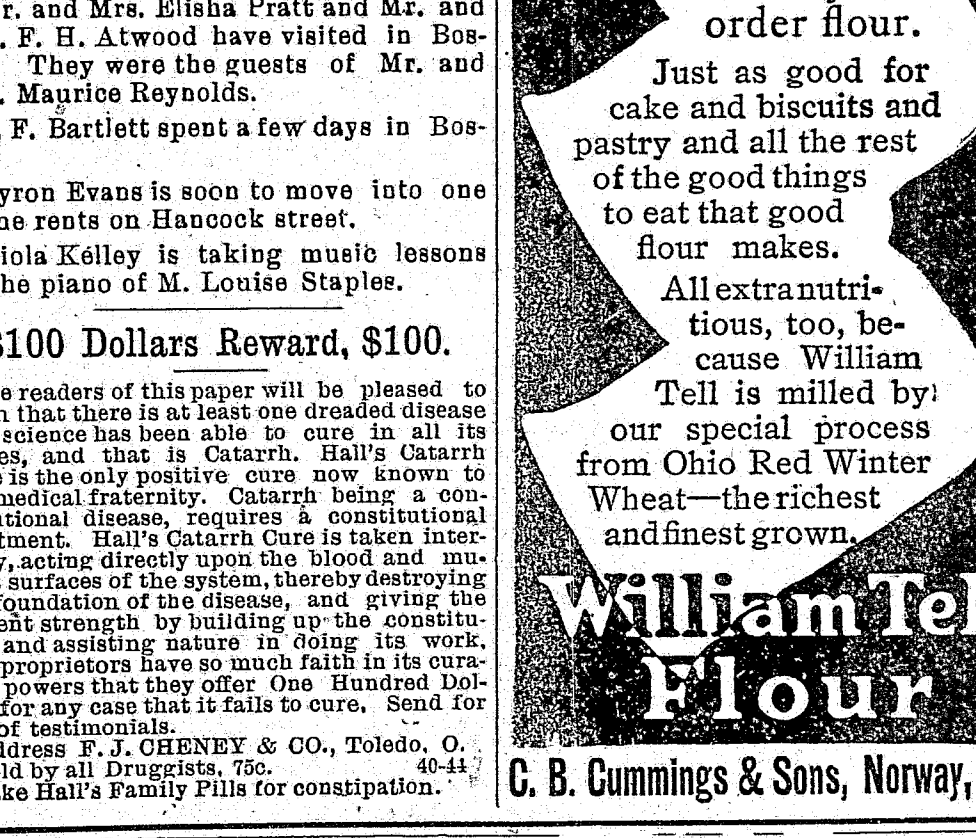 r. and Mrs. Elisha Pratt and Mr. and
. F. H. Atwood have visited in Bos-
They were the guests of Mr. and
. Maurice Reynolds.
. F. Bartlett spent a few days in Bos-
yron Evans is soon to move into one
he rents on Hancock street.
iola Kelley is taking music lessons
he piano of M. Louise Staples.
$100 Dollars Reward, $100.
e readers of this paper will be pleased to
n that there is at least one dreaded disease
science has been able to cure in all its
es, and that is Catarrh. Hall's Catarrh
e is the only positive cure now known to
medical fraternity. Catarrh being a con-
utional disease, requires a constitutional
tment. Hall's Catarrh Cure is taken inter-
y, acting directly upon the blood and mu-
s surfaces of the system, thereby destroying
foundation of the disease, and giving the
ent strength by building up the constitu-
and assisting nature in doing its work.
proprietors have so much faith in its cura-
powers that they offer One Hundred Dol-
for any case that it fails to cure. Send for
of testimonials.
ddress F. J. CHENEY & CO., Toledo, O.
ld by all Druggists, 75c. 40-44
ke Hall's Family Pills for constipation.
order flour.
Just as good for
cake and biscuits and
pastry and all the rest
of the good things
to eat that good
flour makes.
All extra nutri-
tious, too, be-
cause William
Tell is milled by
our special process
from Ohio Red Winter
Wheat—the richest
and finest grown.
William Tel
Flour
C. B. Cummings & Sons, Norway,